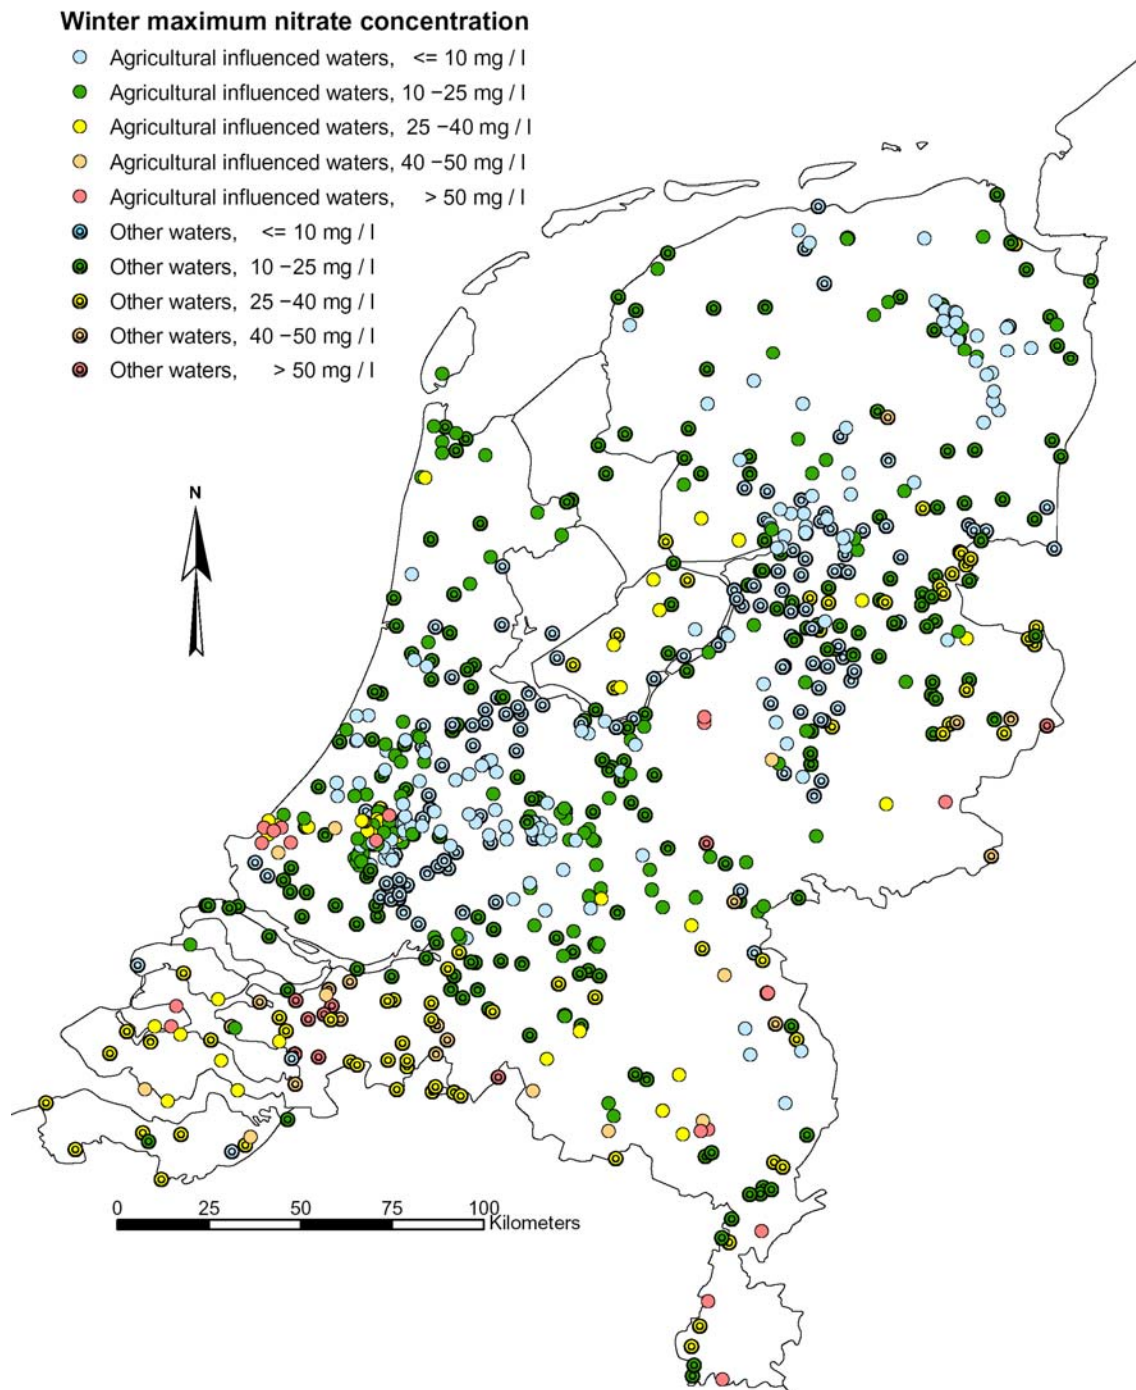 Winter maximum nitrate concentration
Agricultural influenced waters, <= 10 mg / l
Agricultural influenced waters, 10 −25 mg / l
Agricultural influenced waters, 25 −40 mg / l
Agricultural influenced waters, 40 −50 mg / l
Agricultural influenced waters, > 50 mg / l
Other waters, <= 10 mg / l
Other waters, 10 −25 mg / l
Other waters, 25 −40 mg / l
Other waters, 40 −50 mg / l
Other waters, > 50 mg / l
N
0 25 50 75 100
Kilometers